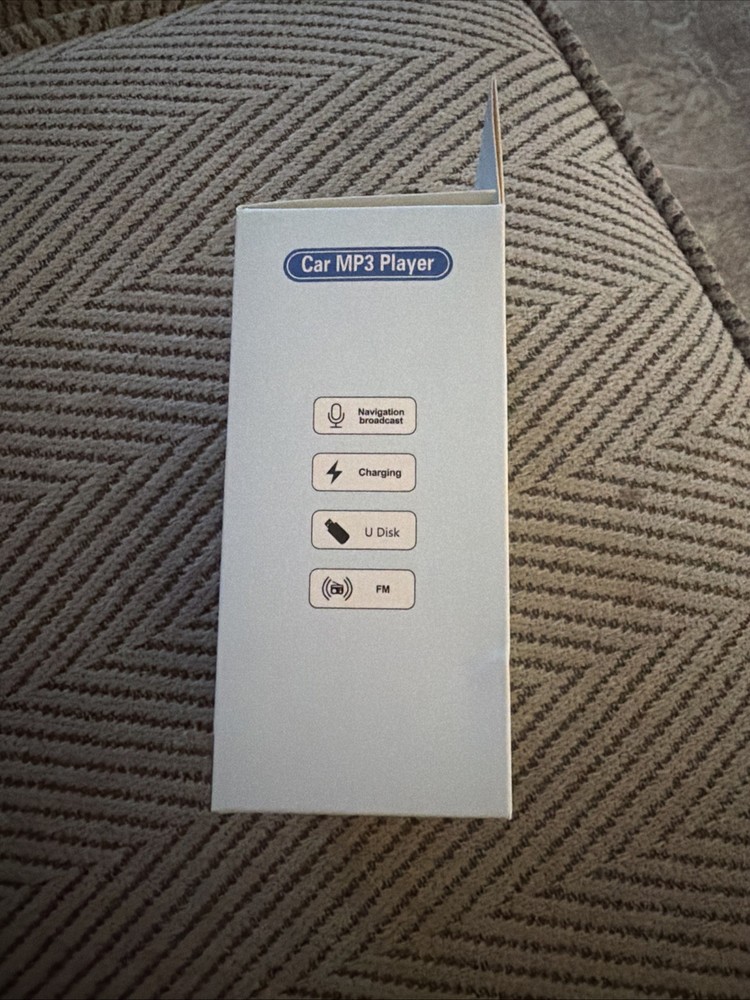 Car MP3 Player
Navigation
broadcast
Charging
U Disk
FM